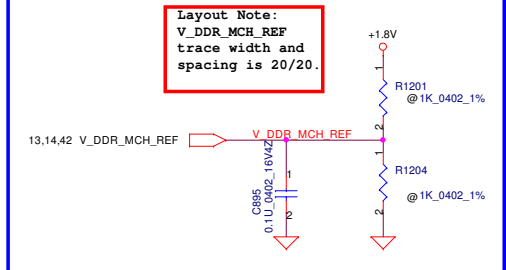 Layout Note:
V_DDR_MCH_REF
trace width and
spacing is 20/20.
+1.8V
1
R1201
@ 1K_0402_1%
2
13,14,42 V_DDR_MCH_REF
V_DDR_MCH_REF
1
R1204
@ 1K_0402_1%
2
C895
0.1U_0402_16V4Z
1
2